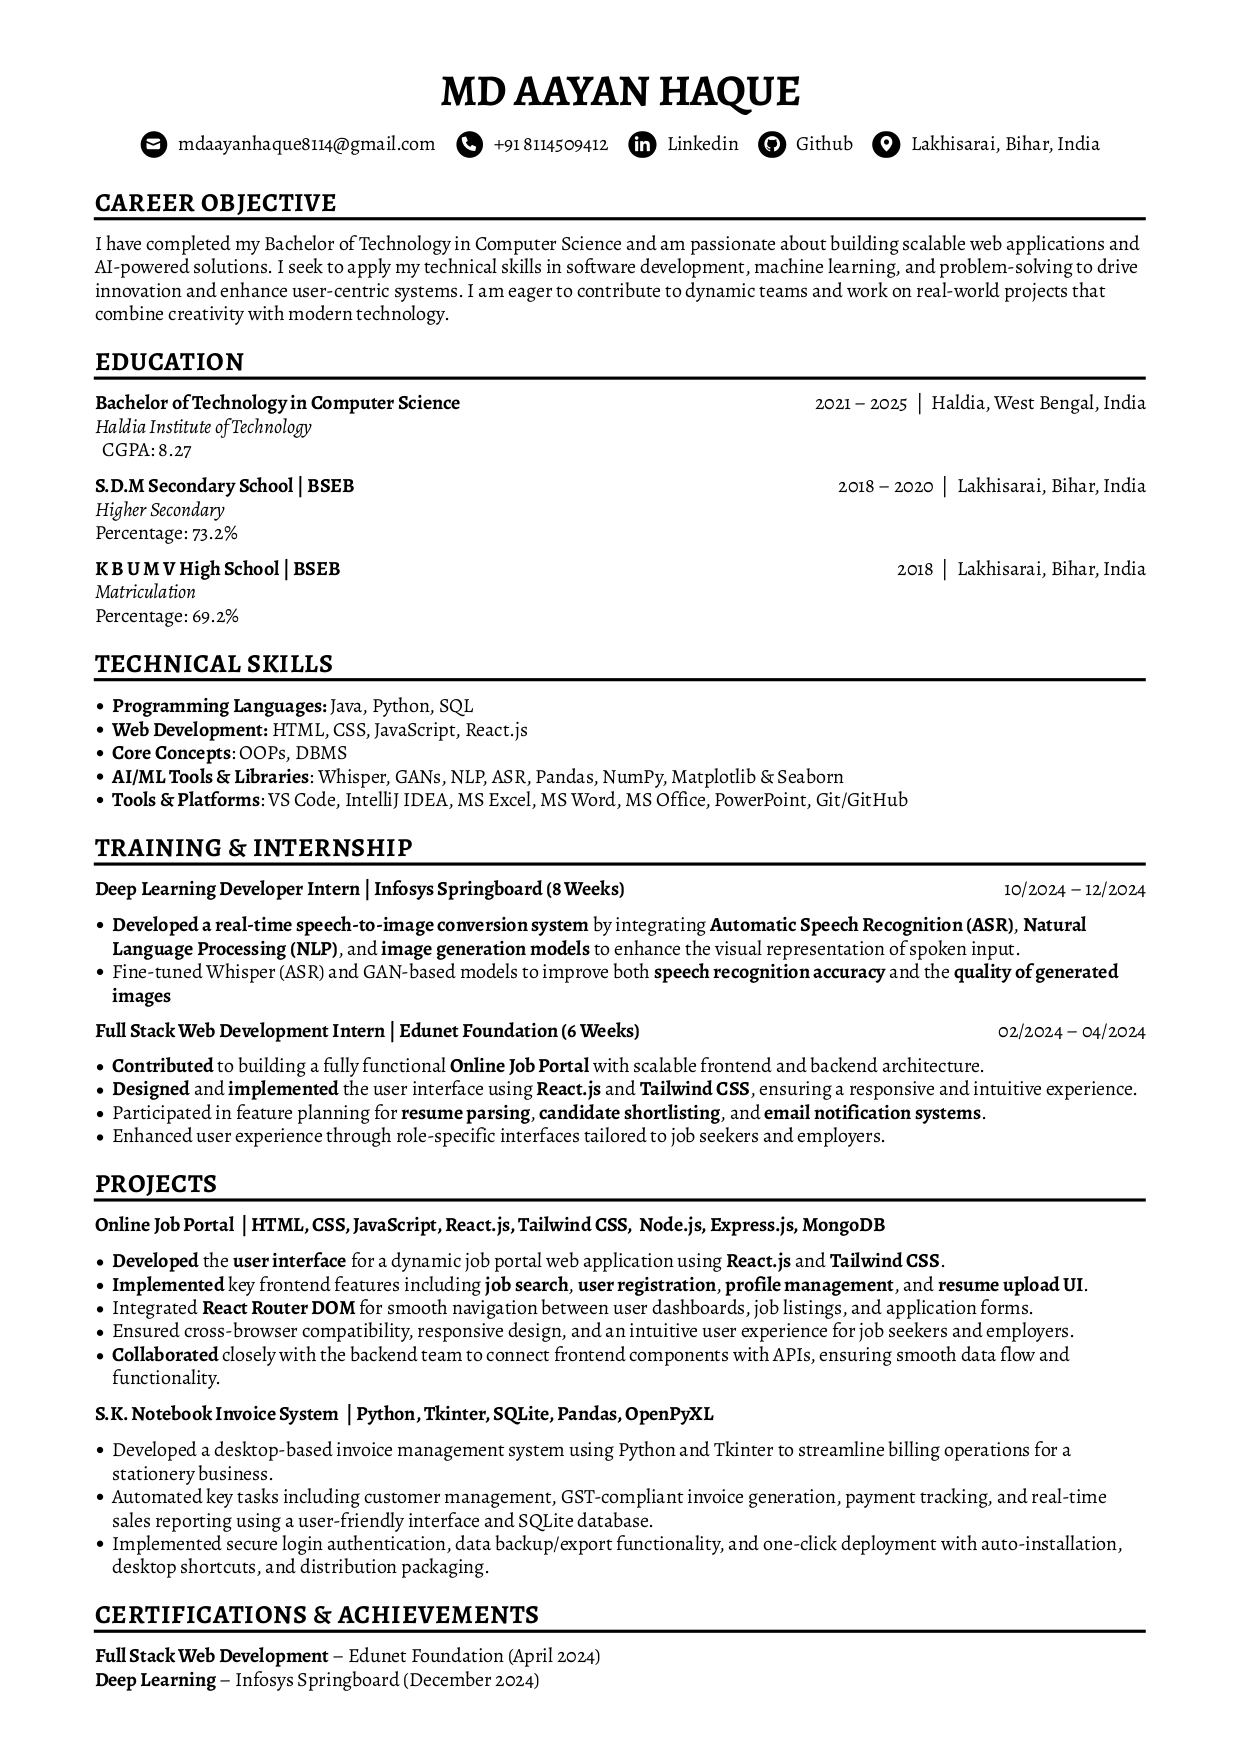 MD AAYAN HAQUE
mdaayanhaque8114@gmail.com +91 8114509412 Linkedin Github Lakhisarai, Bihar, India
CAREER OBJECTIVE
I have completed my Bachelor of Technology in Computer Science and am passionate about building scalable web applications and
AI-powered solutions. I seek to apply my technical skills in software development, machine learning, and problem-solving to drive
innovation and enhance user-centric systems. I am eager to contribute to dynamic teams and work on real-world projects that
combine creativity with modern technology.
EDUCATION
Bachelor of Technology in Computer Science 2021 – 2025 | Haldia, West Bengal, India
Haldia Institute of Technology
CGPA: 8.27
S.D.M Secondary School | BSEB 2018 – 2020 | Lakhisarai, Bihar, India
Higher Secondary
Percentage: 73.2%
K B U M V High School | BSEB 2018 | Lakhisarai, Bihar, India
Matriculation
Percentage: 69.2%
TECHNICAL SKILLS
• Programming Languages: Java, Python, SQL
• Web Development: HTML, CSS, JavaScript, React.js
• Core Concepts: OOPs, DBMS
• AI/ML Tools & Libraries: Whisper, GANs, NLP, ASR, Pandas, NumPy, Matplotlib & Seaborn
• Tools & Platforms: VS Code, IntelliJ IDEA, MS Excel, MS Word, MS Office, PowerPoint, Git/GitHub
TRAINING & INTERNSHIP
Deep Learning Developer Intern | Infosys Springboard (8 Weeks) 10/2024 – 12/2024
• Developed a real-time speech-to-image conversion system by integrating Automatic Speech Recognition (ASR), Natural
Language Processing (NLP), and image generation models to enhance the visual representation of spoken input.
• Fine-tuned Whisper (ASR) and GAN-based models to improve both speech recognition accuracy and the quality of generated
images
Full Stack Web Development Intern | Edunet Foundation (6 Weeks) 02/2024 – 04/2024
• Contributed to building a fully functional Online Job Portal with scalable frontend and backend architecture.
• Designed and implemented the user interface using React.js and Tailwind CSS, ensuring a responsive and intuitive experience.
• Participated in feature planning for resume parsing, candidate shortlisting, and email notification systems.
• Enhanced user experience through role-specific interfaces tailored to job seekers and employers.
PROJECTS
Online Job Portal | HTML, CSS, JavaScript, React.js, Tailwind CSS, Node.js, Express.js, MongoDB
• Developed the user interface for a dynamic job portal web application using React.js and Tailwind CSS.
• Implemented key frontend features including job search, user registration, profile management, and resume upload UI.
• Integrated React Router DOM for smooth navigation between user dashboards, job listings, and application forms.
• Ensured cross-browser compatibility, responsive design, and an intuitive user experience for job seekers and employers.
• Collaborated closely with the backend team to connect frontend components with APIs, ensuring smooth data flow and
functionality.
S.K. Notebook Invoice System | Python, Tkinter, SQLite, Pandas, OpenPyXL
• Developed a desktop-based invoice management system using Python and Tkinter to streamline billing operations for a
stationery business.
• Automated key tasks including customer management, GST-compliant invoice generation, payment tracking, and real-time
sales reporting using a user-friendly interface and SQLite database.
• Implemented secure login authentication, data backup/export functionality, and one-click deployment with auto-installation,
desktop shortcuts, and distribution packaging.
CERTIFICATIONS & ACHIEVEMENTS
Full Stack Web Development – Edunet Foundation (April 2024)
Deep Learning – Infosys Springboard (December 2024)